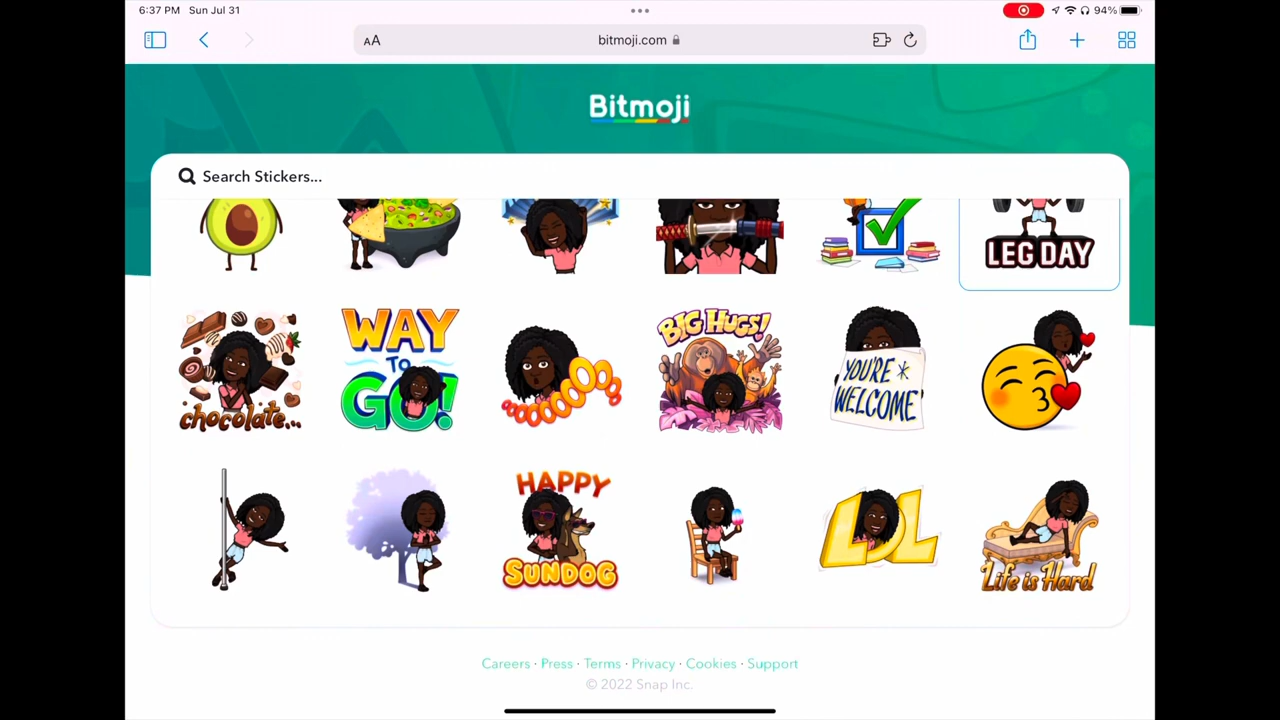 6:37 PM Sun Jul 31
94%
AA
bitmoji.com
Bitmoji
Search Stickers...
LEG DAY
chocolate...
WAY
TO
GO!
BIG HUGS!
YOU'RE
WELCOME
HAPPY
SUNDOG
LOL
Life is Hard
Careers · Press · Terms · Privacy · Cookies · Support
© 2022 Snap Inc.